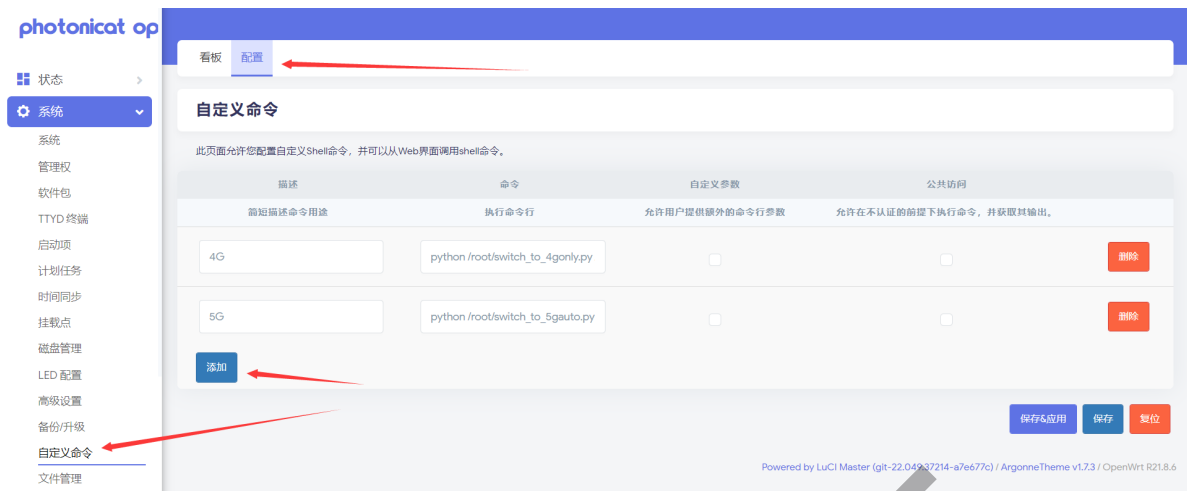 photonicat op
状态
系统
系统
管理权
软件包
TTYD 终端
启动项
计划任务
时间同步
挂载点
磁盘管理
LED 配置
高级设置
备份/升级
自定义命令
文件管理
看板 配置
自定义命令
此页面允许您配置自定义Shell命令，并可以从Web界面调用shell命令。
描述 命令 自定义参数 公共访问
简短描述命令用途 执行命令行 允许用户提供额外的命令行参数 允许在不认证的前提下执行命令，并获取其输出。
4G python /root/switch_to_4gonly.py 删除
5G python /root/switch_to_5gauto.py 删除
添加
保存&应用 保存 复位
Powered by LuCI Master (git-22.049.37214-a7e677c) / ArgonneTheme v1.7.3 / OpenWrt R21.8.6